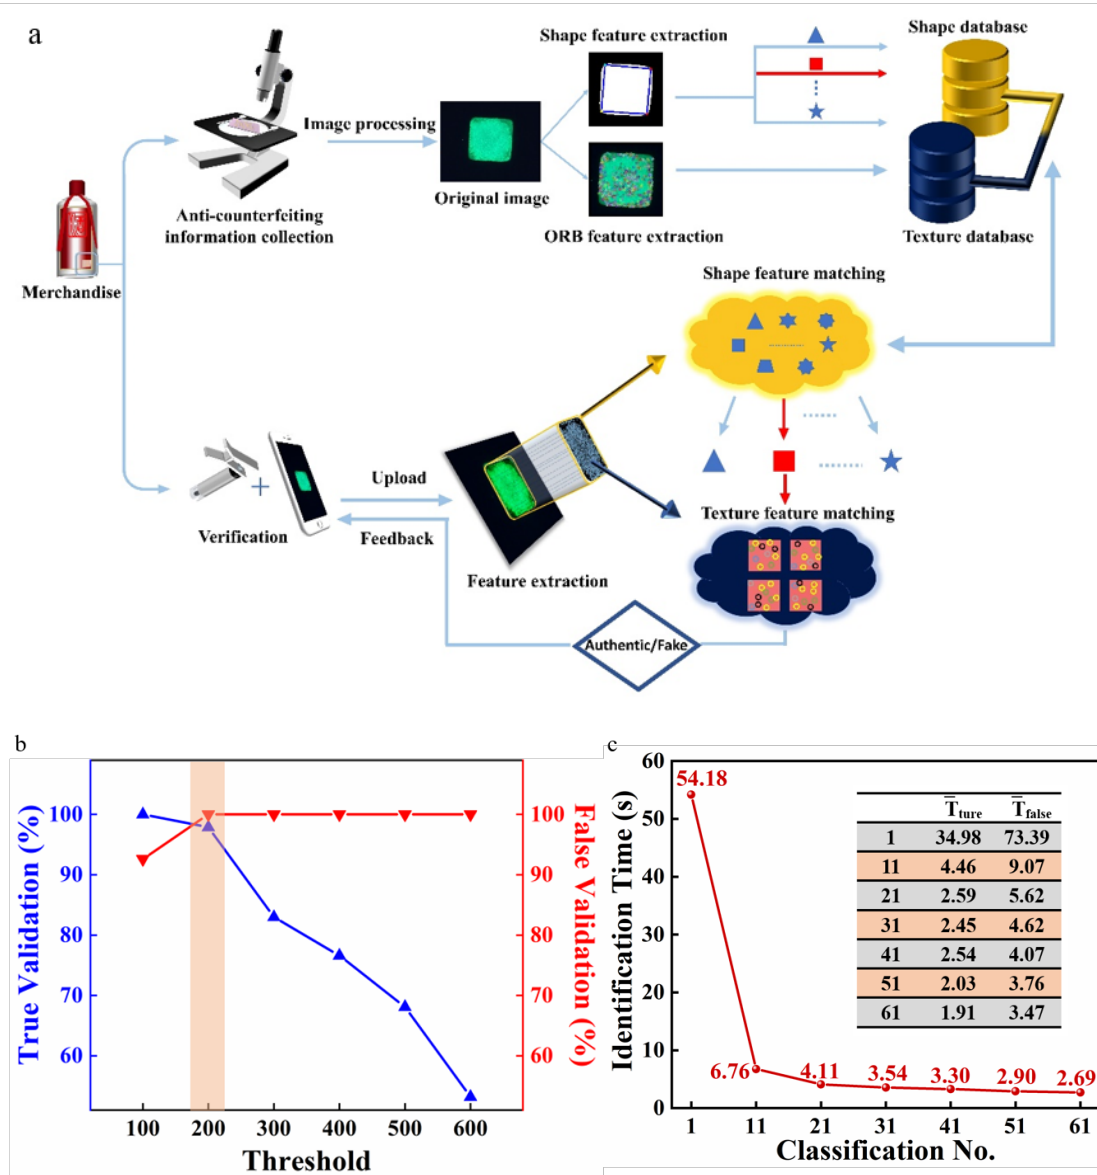 a
Shape feature extraction
Shape database
Image processing
Original image
Anti-counterfeiting
information collection
ORB feature extraction
Texture database
Merchandise
Shape feature matching
Upload
Verification
Feedback
Feature extraction
Texture feature matching
Authentic/Fake
b
True Validation (%)
100
90
80
70
60
100
90
80
70
60
False Validation (%)
100 200 300 400 500 600
Threshold
c
Identification Time (s)
60
50
40
30
20
10
0
54.18
6.76
4.11
3.54
3.30
2.90
2.69
T̅ture T̅false
1 34.98 73.39
11 4.46 9.07
21 2.59 5.62
31 2.45 4.62
41 2.54 4.07
51 2.03 3.76
61 1.91 3.47
1 11 21 31 41 51 61
Classification No.